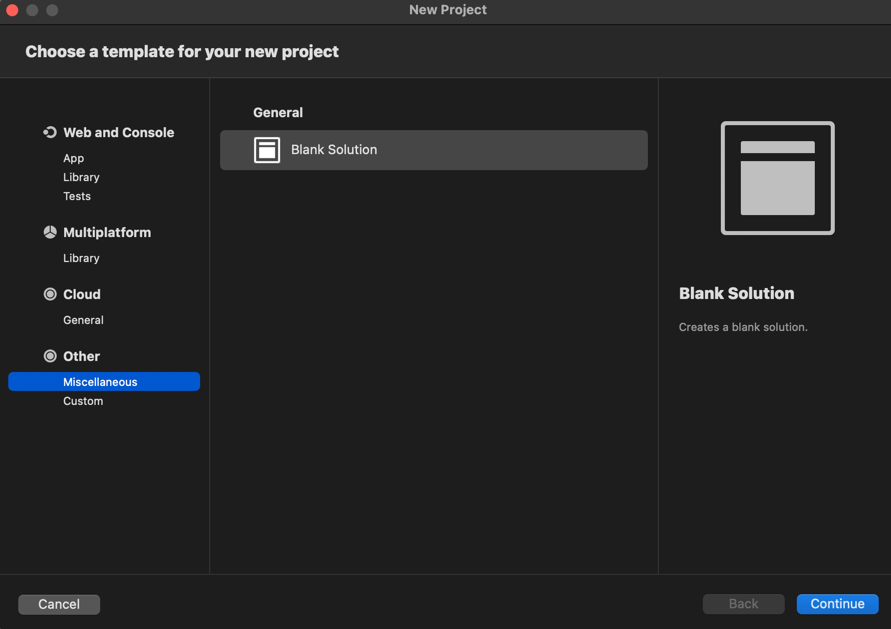 New Project
Choose a template for your new project
Web and Console
App
Library
Tests
Multiplatform
Library
Cloud
General
Other
Miscellaneous
Custom
General
Blank Solution
Blank Solution
Creates a blank solution.
Cancel
Back
Continue